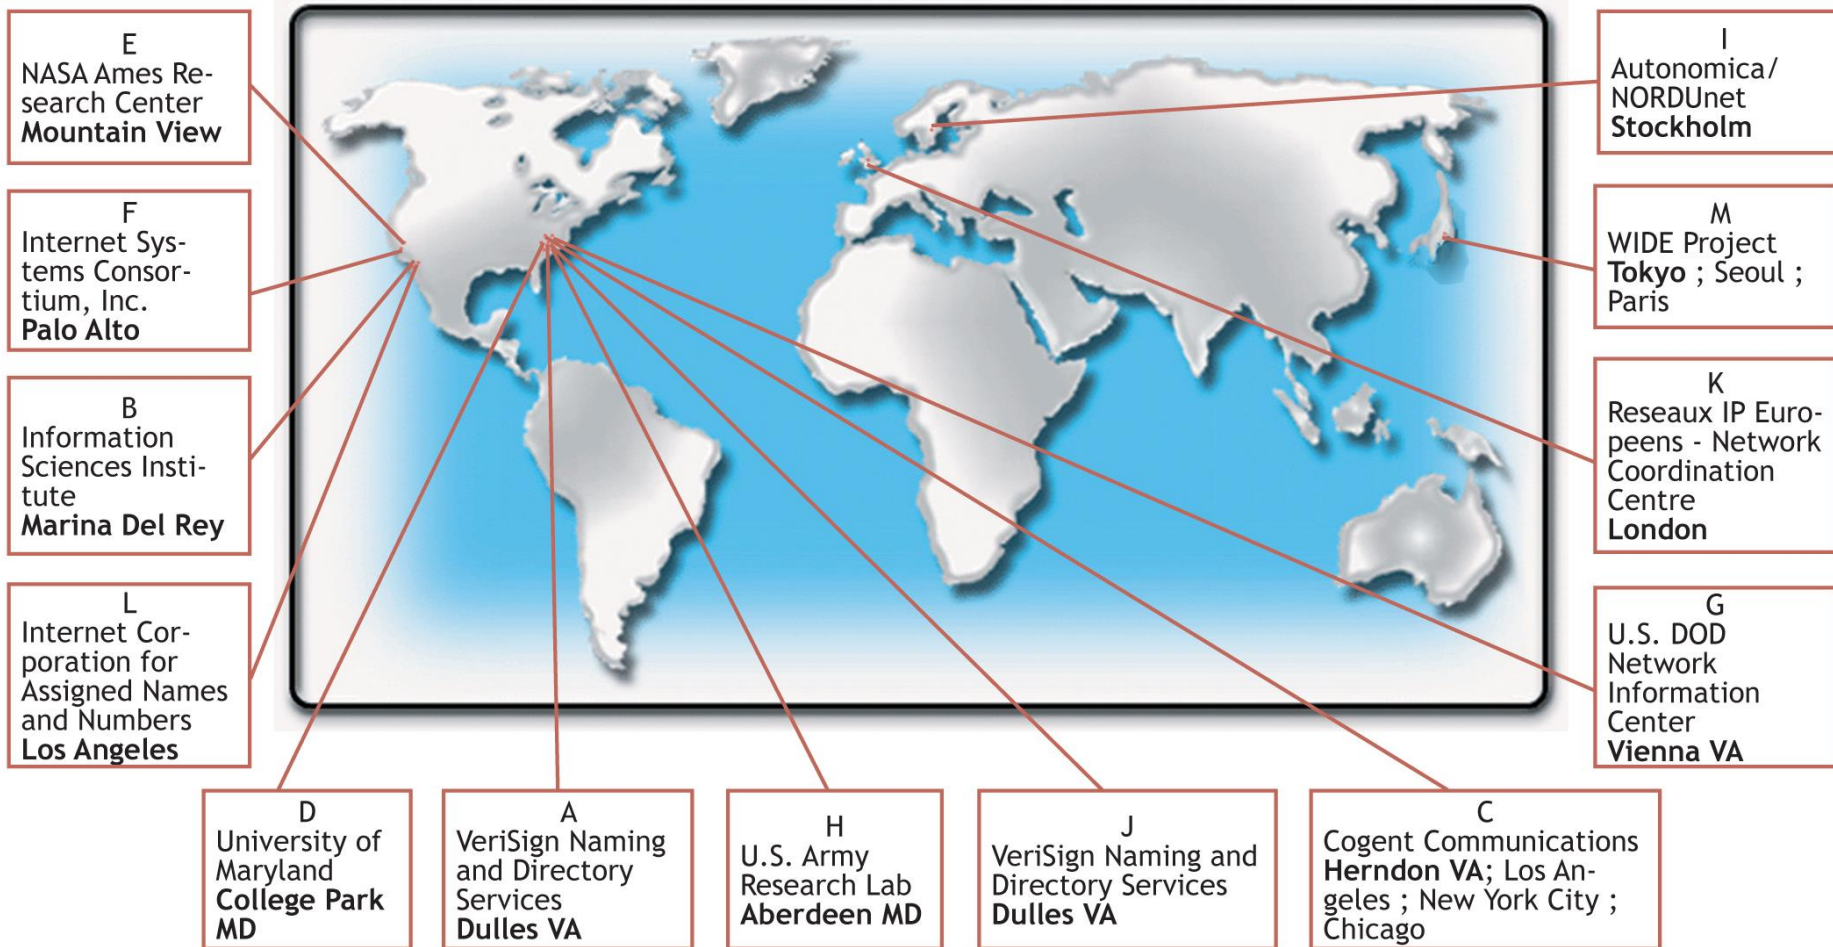 E
NASA Ames Re-
search Center
Mountain View
F
Internet Sys-
tems Consor-
tium, Inc.
Palo Alto
B
Information
Sciences Insti-
tute
Marina Del Rey
L
Internet Cor-
poration for
Assigned Names
and Numbers
Los Angeles
D
University of
Maryland
College Park
MD
A
VeriSign Naming
and Directory
Services
Dulles VA
H
U.S. Army
Research Lab
Aberdeen MD
J
VeriSign Naming and
Directory Services
Dulles VA
C
Cogent Communications
Herndon VA; Los An-
geles ; New York City ;
Chicago
I
Autonomica/
NORDUnet
Stockholm
M
WIDE Project
Tokyo ; Seoul ;
Paris
K
Reseaux IP Euro-
peens - Network
Coordination
Centre
London
G
U.S. DOD
Network
Information
Center
Vienna VA